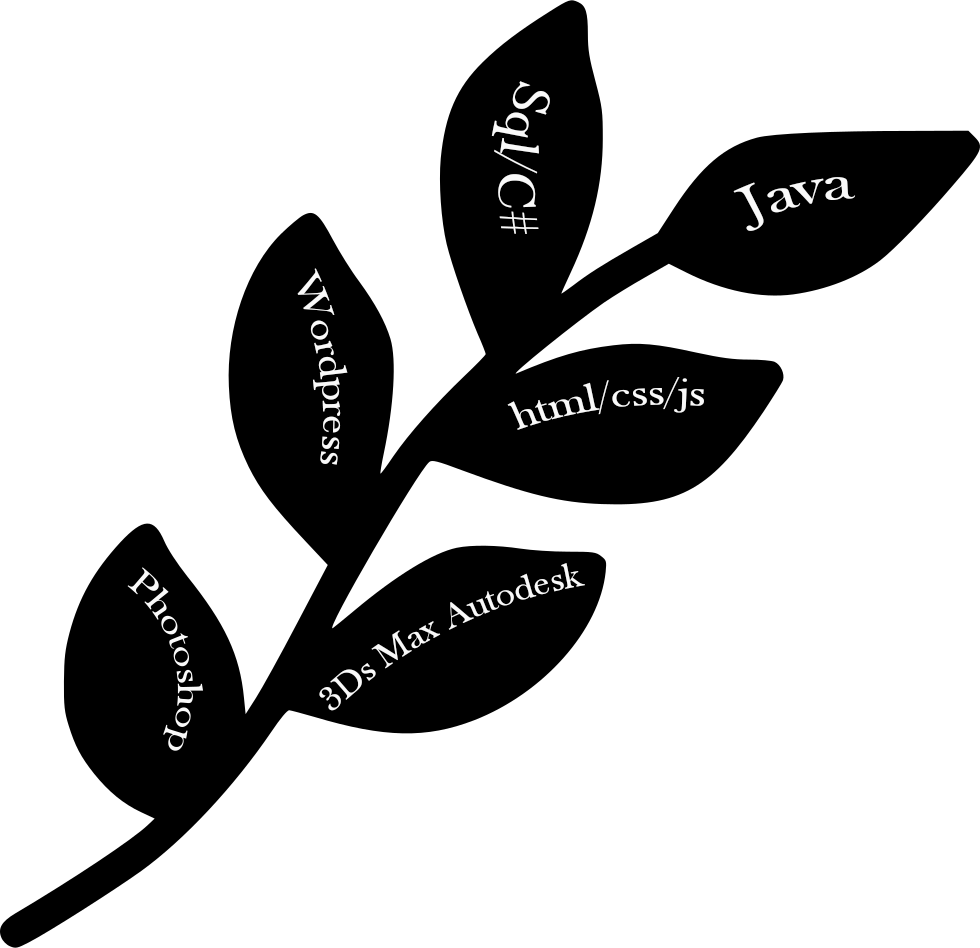 Sql/C#
Java
Wordpress
html/css/js
Photoshop
3Ds Max Autodesk